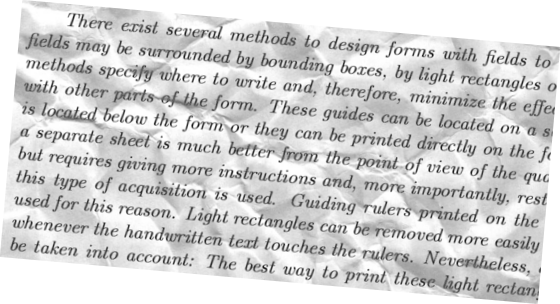 There exist several methods to design forms with fields to
fields may be surrounded by bounding boxes, by light rectangles o
methods specify where to write and, therefore, minimize the effe
with other parts of the form. These guides can be located on a s
is located below the form or they can be printed directly on the fo
a separate sheet is much better from the point of view of the qua
but requires giving more instructions and, more importantly, rest
this type of acquisition is used. Guiding rulers printed on the
used for this reason. Light rectangles can be removed more easily
whenever the handwritten text touches the rulers. Nevertheless,
be taken into account: The best way to print these light rectan